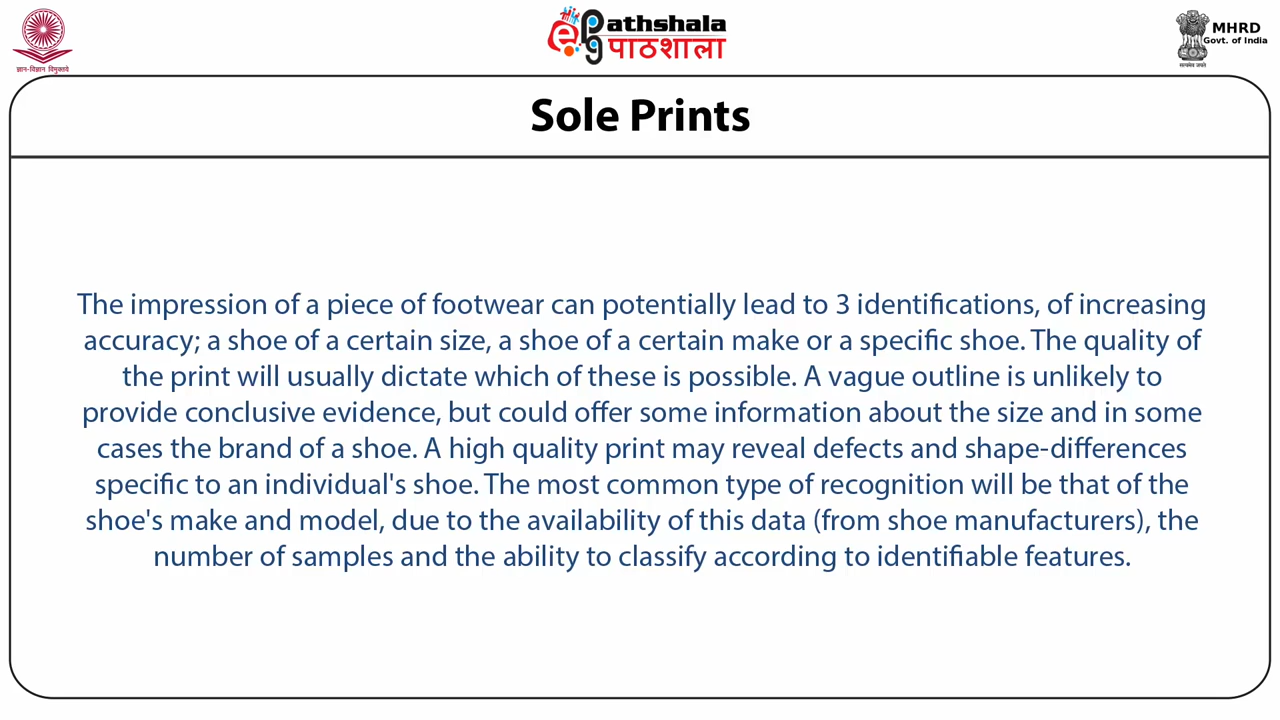 ज्ञान-विज्ञान विमुक्तये
ePG Pathshala
पाठशाला
MHRD
Govt. of India
सत्यमेव जयते
Sole Prints
The impression of a piece of footwear can potentially lead to 3 identifications, of increasing
accuracy; a shoe of a certain size, a shoe of a certain make or a specific shoe. The quality of
the print will usually dictate which of these is possible. A vague outline is unlikely to
provide conclusive evidence, but could offer some information about the size and in some
cases the brand of a shoe. A high quality print may reveal defects and shape-differences
specific to an individual's shoe. The most common type of recognition will be that of the
shoe's make and model, due to the availability of this data (from shoe manufacturers), the
number of samples and the ability to classify according to identifiable features.